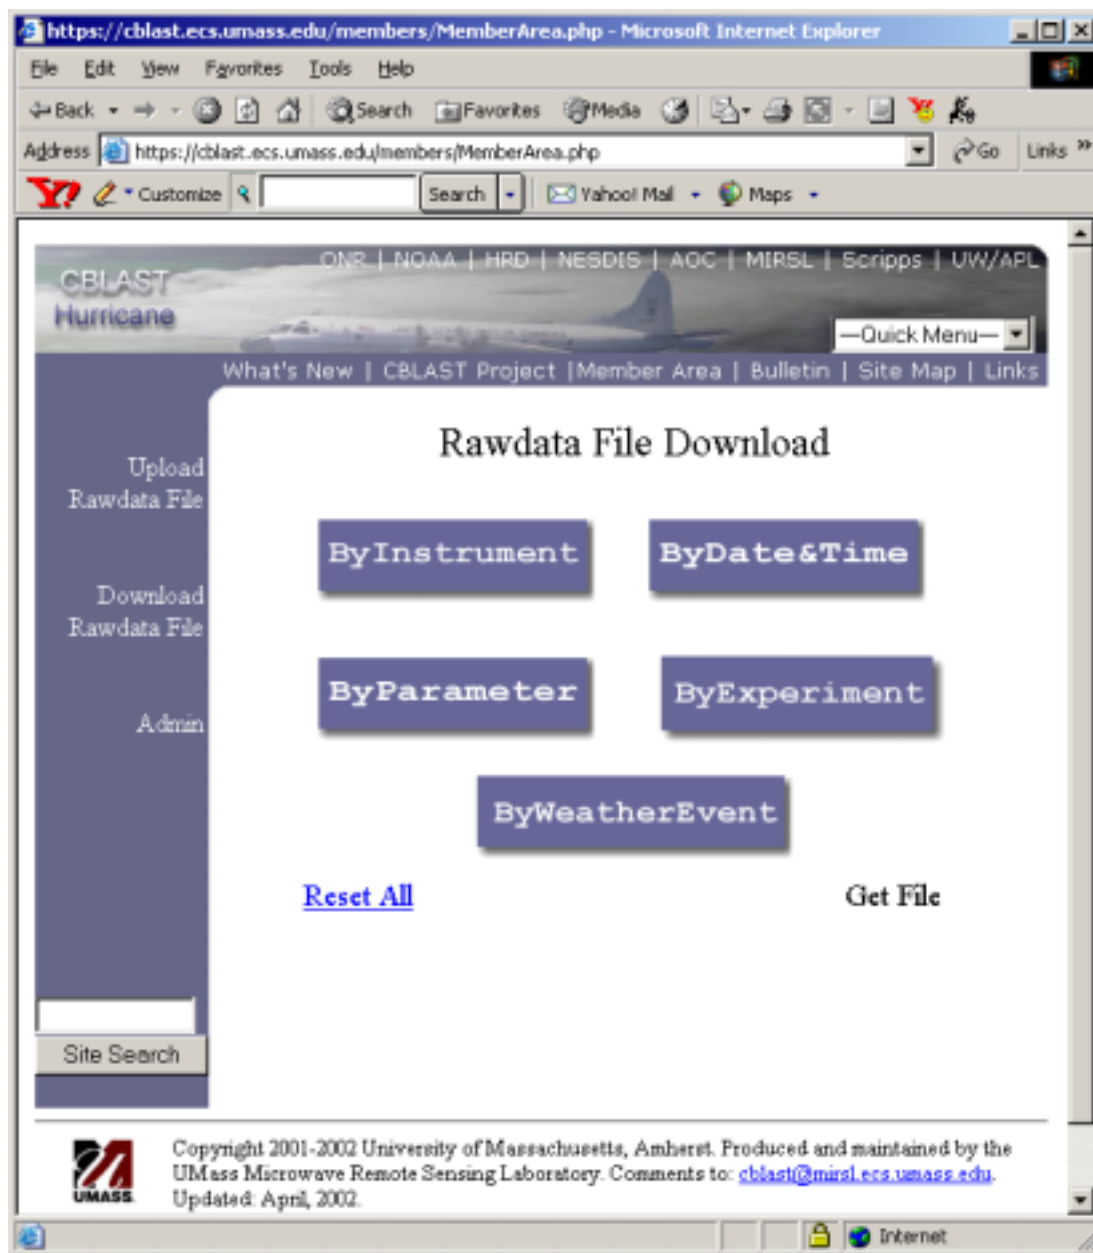 https://cblast.ecs.umass.edu/members/MemberArea.php - Microsoft Internet Explorer
File Edit View Favorites Tools Help
Back Search Favorites Media
Address https://cblast.ecs.umass.edu/members/MemberArea.php Go Links »
Y! Customize Search Yahoo! Mail Maps
ONR | NOAA | HRD | NESDIS | AOC | MIRSL | Scripps | UW/APL
CBLAST
Hurricane
—Quick Menu—
What's New | CBLAST Project |Member Area | Bulletin | Site Map | Links
Rawdata File Download
Upload
Rawdata File
Download
Rawdata File
Admin
ByInstrument ByDate&Time
ByParameter ByExperiment
ByWeatherEvent
Reset All Get File
Site Search
UMASS
Copyright 2001-2002 University of Massachusetts, Amherst. Produced and maintained by the
UMass Microwave Remote Sensing Laboratory. Comments to: cblast@mirsl.ecs.umass.edu.
Updated: April, 2002.
Internet